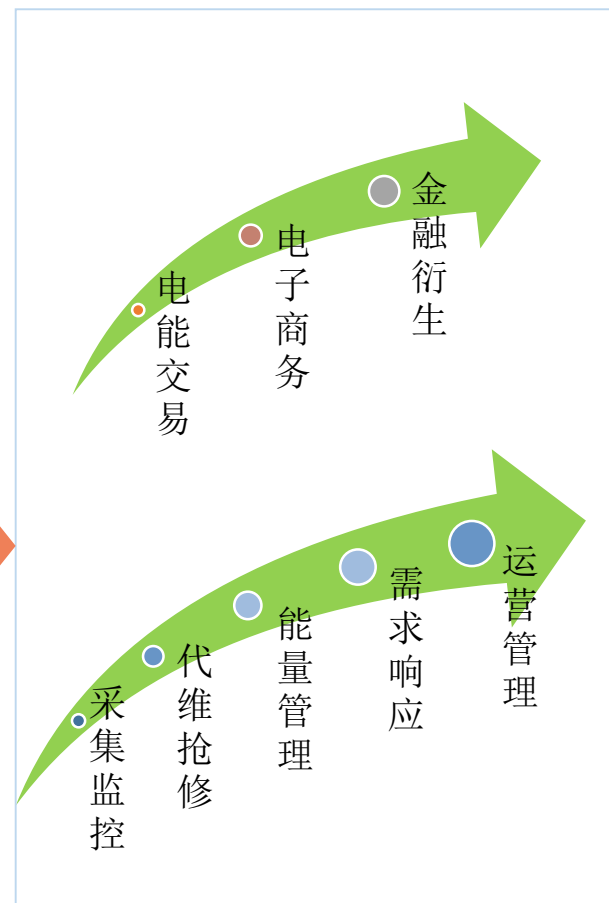 电能交易
电子商务
金融衍生
采集监控
代维抢修
能量管理
需求响应
运营管理